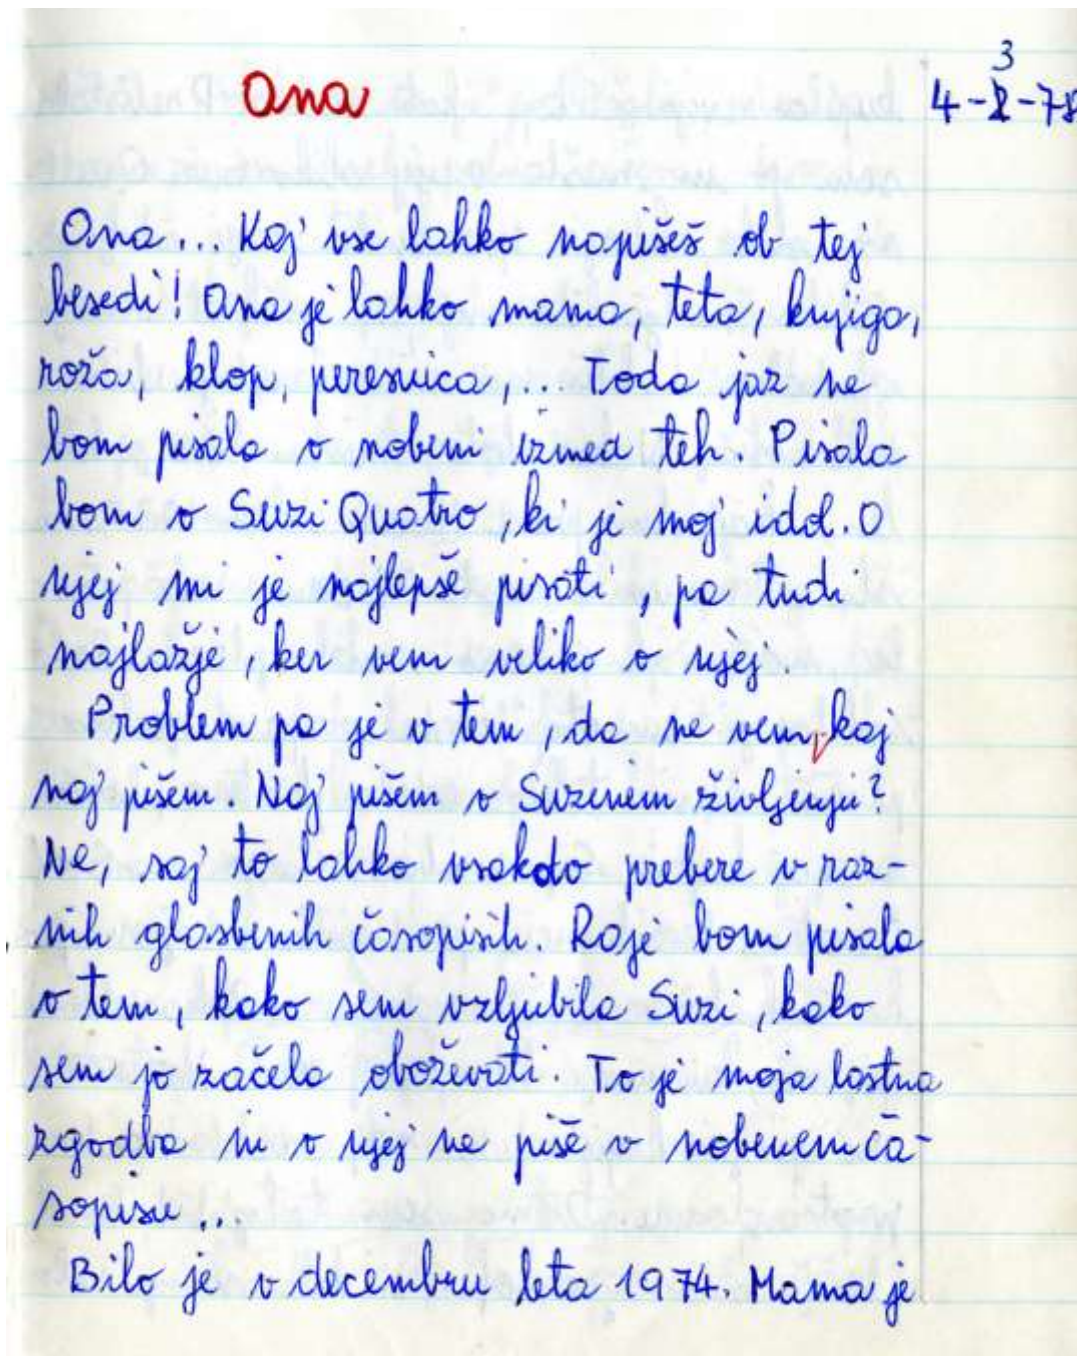 Ona
4-3-78
Ona... Kaj vse lahko napišeš ob tej
besedi! Ona je lahko mama, teta, knjiga,
roža, klop, peresnica,... Toda jaz ne
bom pisala o nobeni izmed teh. Pisala
bom o Suzi Quatro, ki je moj idol. O
njej mi je najlepše pisati, pa tudi
najlažje, ker vem veliko o njej.
Problem pa je v tem, da ne vem, kaj
naj pišem. Naj pišem o Suzinem življenju?
Ne, saj to lahko vsakdo prebere v raz-
nih glasbenih časopisih. Raje bom pisala
o tem, kako sem vzljubila Suzi, kako
sem jo začela oboževati. To je moja lastna
zgodba in o njej ne piše v nobenem ča-
sopisu...
Bilo je v decembru leta 1974. Mama je